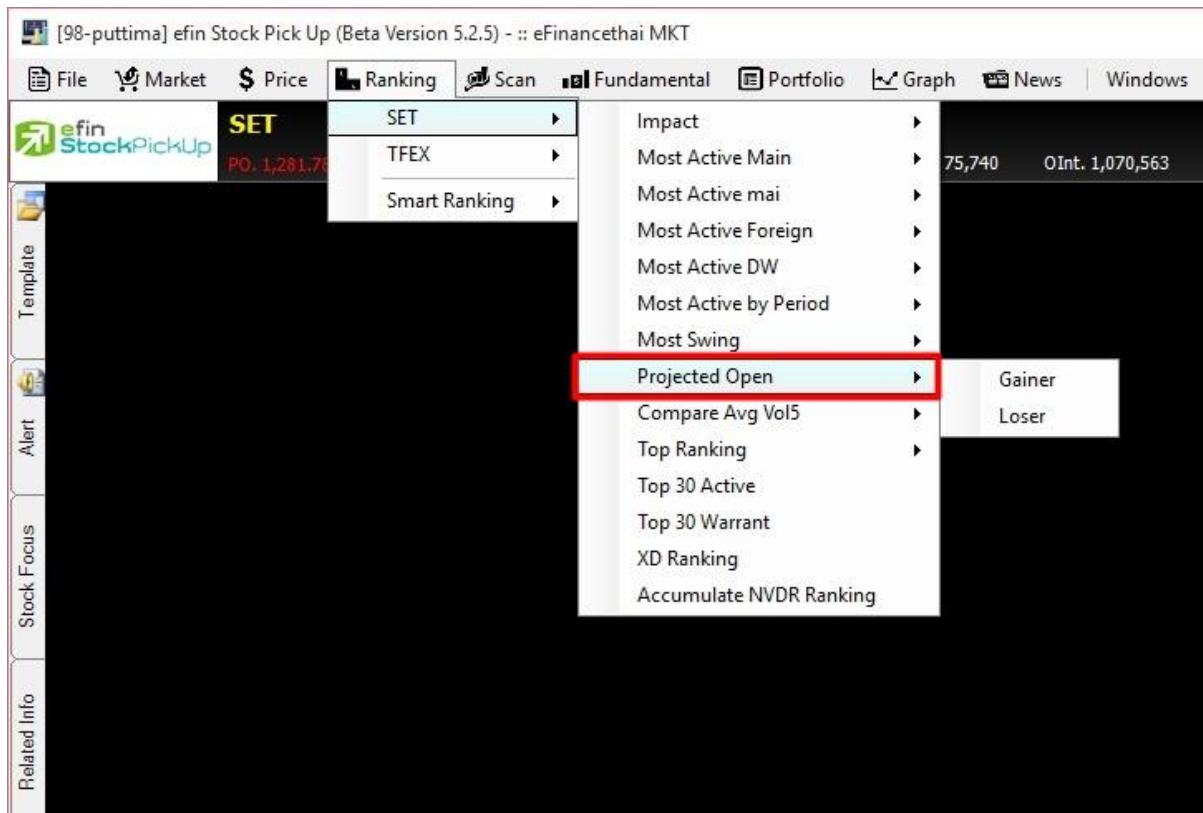 [98-puttima] efin Stock Pick Up (Beta Version 5.2.5) - :: eFinancethai MKT
File Market Price Ranking Scan Fundamental Portfolio Graph News Windows
efin
StockPickUp
SET
PO. 1,281.78
75,740 OInt. 1,070,563
SET
TFEX
Smart Ranking
Impact
Most Active Main
Most Active mai
Most Active Foreign
Most Active DW
Most Active by Period
Most Swing
Projected Open
Compare Avg Vol5
Top Ranking
Top 30 Active
Top 30 Warrant
XD Ranking
Accumulate NVDR Ranking
Gainer
Loser
Template
Alert
Stock Focus
Related Info